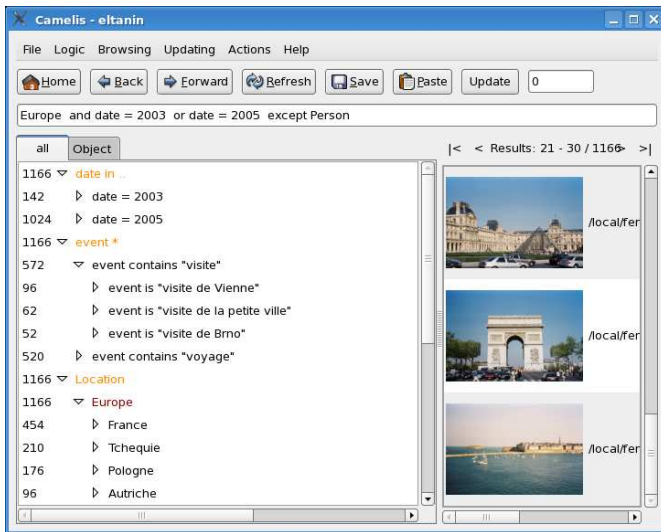 Camelis - eltanin
File Logic Browsing Updating Actions Help
Home Back Forward Refresh Save Paste Update 0
Europe and date = 2003 or date = 2005 except Person
all Object
|< < Results: 21 - 30 / 1166 > >|
1166 date in ..
142 date = 2003
1024 date = 2005
1166 event *
572 event contains "visite"
96 event is "visite de Vienne"
62 event is "visite de la petite ville"
52 event is "visite de Brno"
520 event contains "voyage"
1166 Location
1166 Europe
454 France
210 Tchequie
176 Pologne
96 Autriche
/local/fer
/local/fer
/local/fer